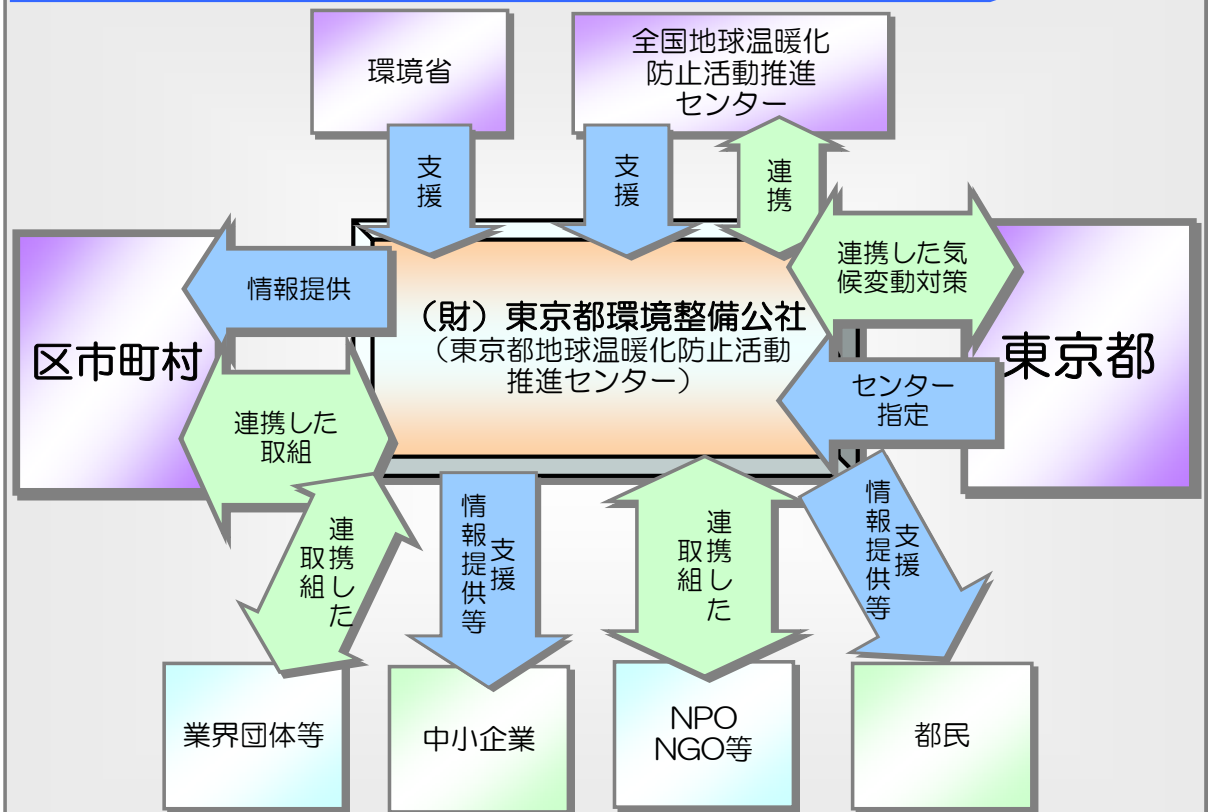 環境省
全国地球温暖化
防止活動推進
センター
支援
支援
連携
連携した気
候変動対策
情報提供
(財)東京都環境整備公社
(東京都地球温暖化防止活動
推進センター)
区市町村
東京都
センター
指定
連携した
取組
連携した
取組
支援
情報提供等
連携した
取組
支援
情報提供等
業界団体等
中小企業
NPO
NGO等
都民